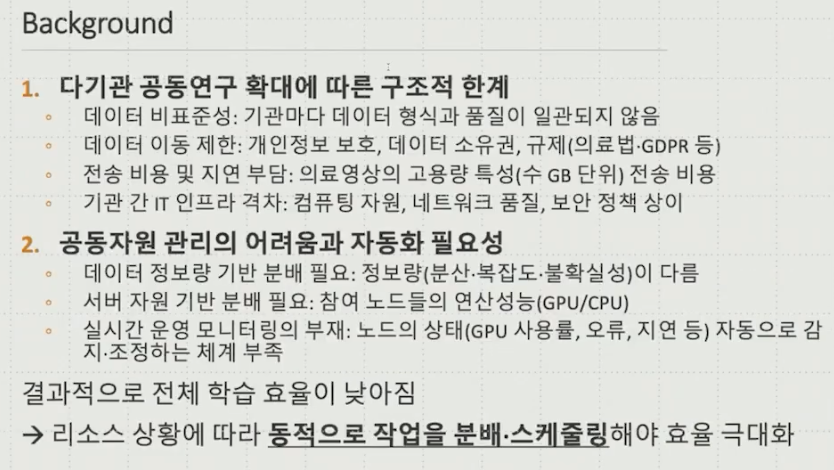 Background
1. 다기관 공동연구 확대에 따른 구조적 한계
◦ 데이터 비표준성: 기관마다 데이터 형식과 품질이 일관되지 않음
◦ 데이터 이동 제한: 개인정보 보호, 데이터 소유권, 규제(의료법·GDPR 등)
◦ 전송 비용 및 지연 부담: 의료영상의 고용량 특성(수 GB 단위) 전송 비용
◦ 기관 간 IT 인프라 격차: 컴퓨팅 자원, 네트워크 품질, 보안 정책 상이
2. 공동자원 관리의 어려움과 자동화 필요성
◦ 데이터 정보량 기반 분배 필요: 정보량(분산·복잡도·불확실성)이 다름
◦ 서버 자원 기반 분배 필요: 참여 노드들의 연산성능(GPU/CPU)
◦ 실시간 운영 모니터링의 부재: 노드의 상태(GPU 사용률, 오류, 지연 등) 자동으로 감
지·조정하는 체계 부족
결과적으로 전체 학습 효율이 낮아짐
→ 리소스 상황에 따라 동적으로 작업을 분배·스케줄링해야 효율 극대화